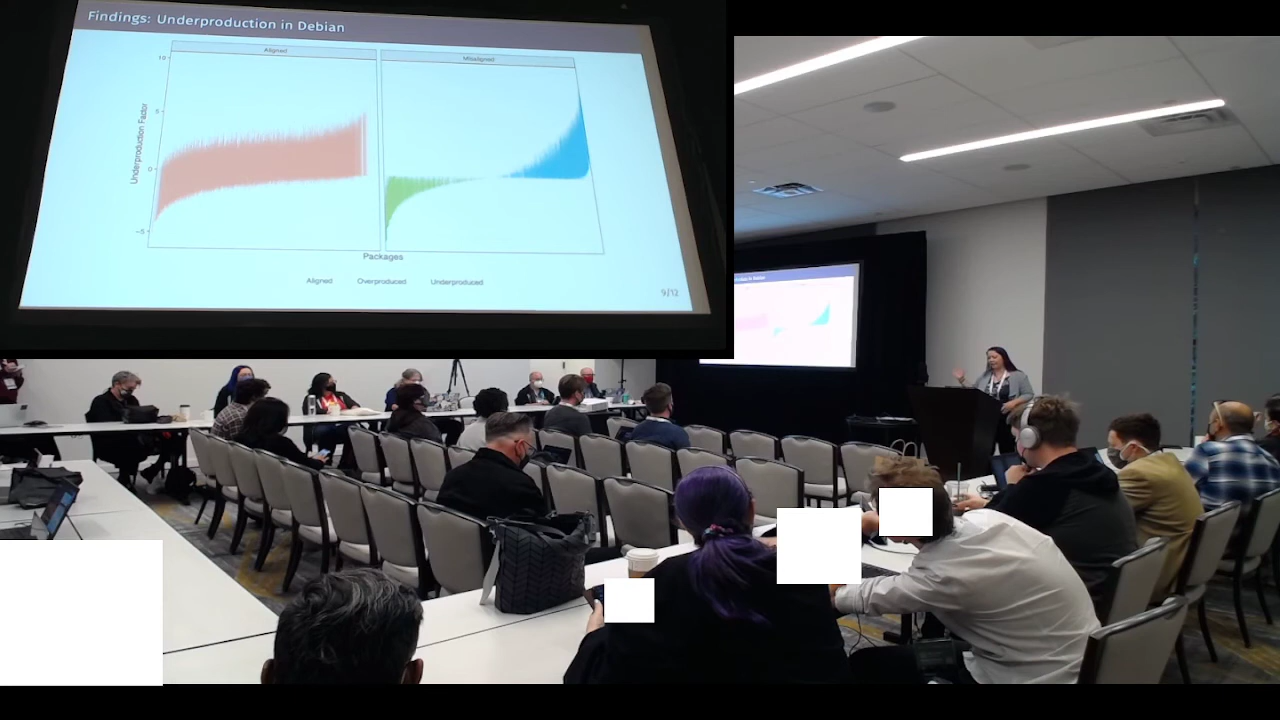 Findings: Underproduction in Debian
Aligned
Misaligned
10
5
0
-5
Underproduction Factor
Packages
Aligned Overproduced Underproduced
9/12